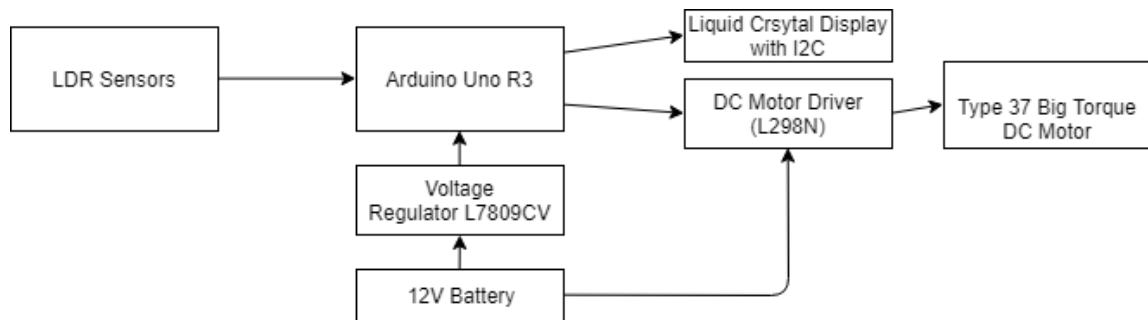 Liquid Crsytal Display
with I2C
LDR Sensors
Arduino Uno R3
DC Motor Driver
(L298N)
Type 37 Big Torque
DC Motor
Voltage
Regulator L7809CV
12V Battery